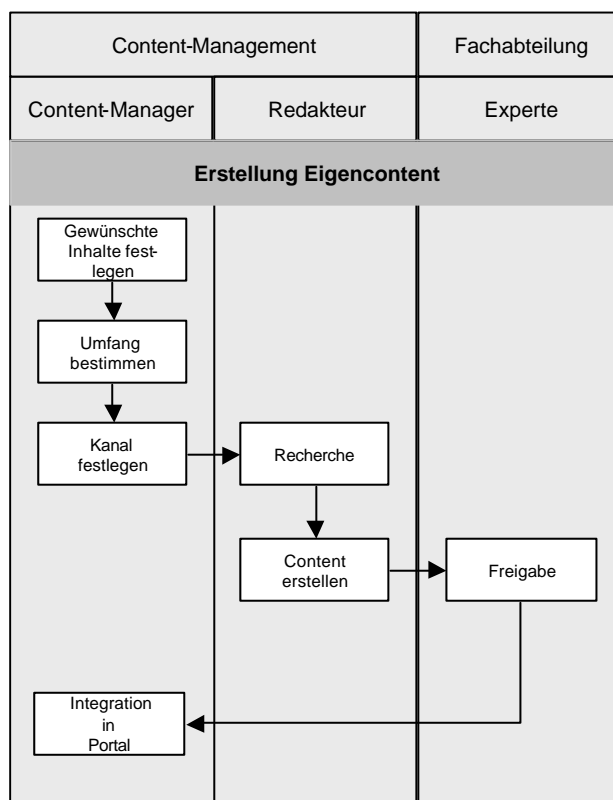 Content-Management
Fachabteilung
Content-Manager
Redakteur
Experte
Erstellung Eigencontent
Gewünschte
Inhalte fest-
legen
Umfang
bestimmen
Kanal
festlegen
Recherche
Content
erstellen
Freigabe
Integration
in
Portal